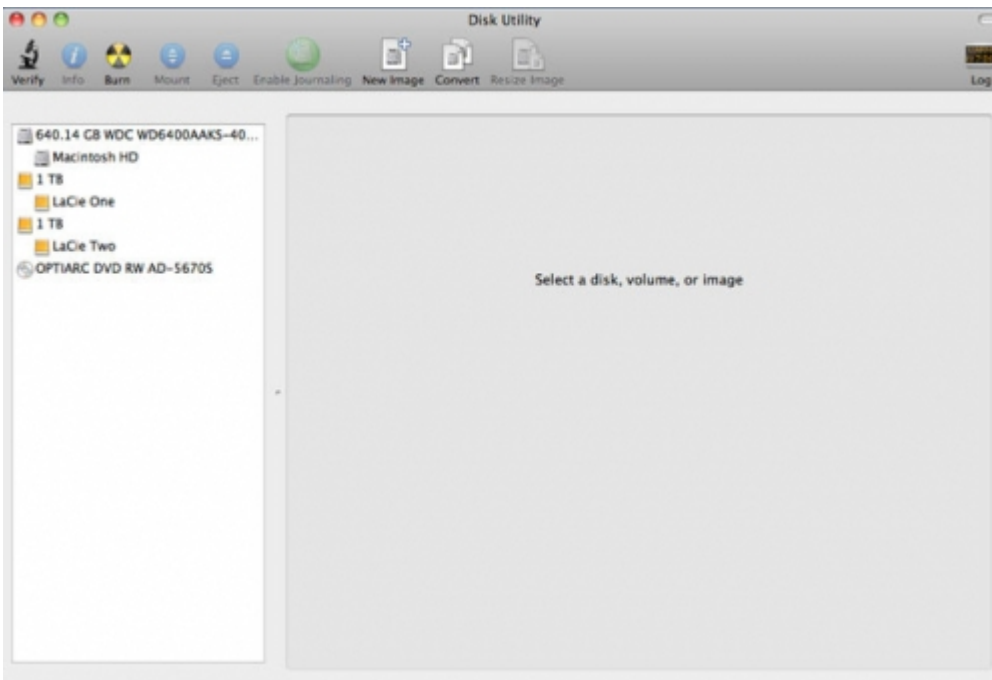 Disk Utility
Verify Info Burn Mount Eject Enable Journaling New Image Convert Resize Image Log
640.14 GB WDC WD6400AAKS-40...
Macintosh HD
1 TB
LaCie One
1 TB
LaCie Two
OPTIARC DVD RW AD-5670S
Select a disk, volume, or image